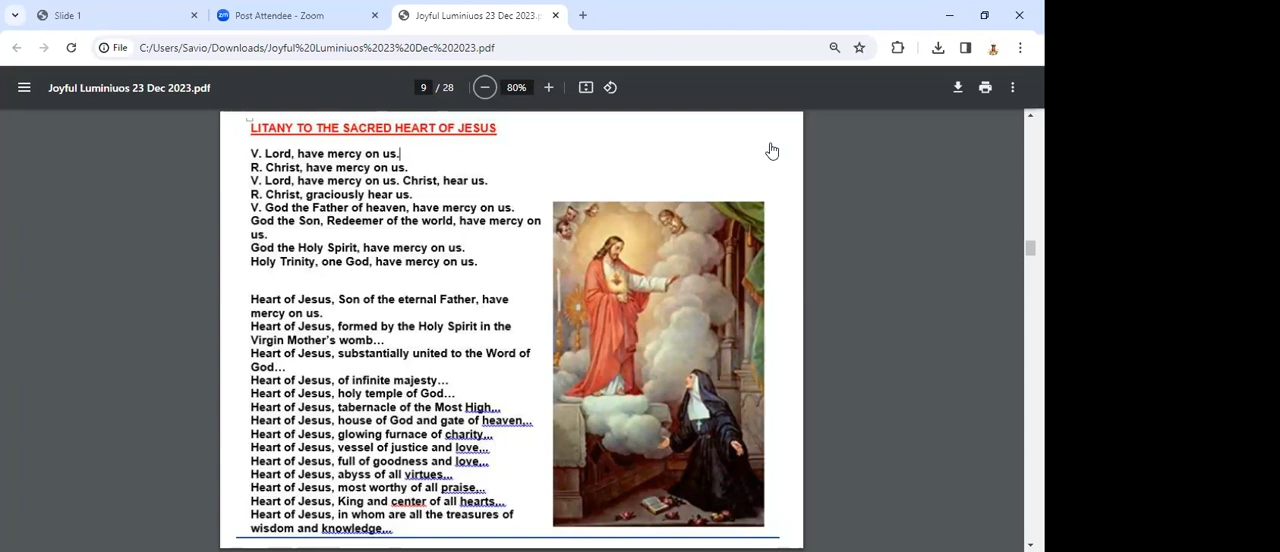 Slide 1
zm Post Attendee - Zoom
Joyful Luminiuos 23 Dec 2023.p
File C:/Users/Savio/Downloads/Joyful%20Luminiuos%2023%20Dec%202023.pdf
Joyful Luminiuos 23 Dec 2023.pdf
9 / 28
80%
LITANY TO THE SACRED HEART OF JESUS
V. Lord, have mercy on us.
R. Christ, have mercy on us.
V. Lord, have mercy on us. Christ, hear us.
R. Christ, graciously hear us.
V. God the Father of heaven, have mercy on us.
God the Son, Redeemer of the world, have mercy on
us.
God the Holy Spirit, have mercy on us.
Holy Trinity, one God, have mercy on us.
Heart of Jesus, Son of the eternal Father, have
mercy on us.
Heart of Jesus, formed by the Holy Spirit in the
Virgin Mother's womb…
Heart of Jesus, substantially united to the Word of
God…
Heart of Jesus, of infinite majesty…
Heart of Jesus, holy temple of God…
Heart of Jesus, tabernacle of the Most High,..
Heart of Jesus, house of God and gate of heaven,..
Heart of Jesus, glowing furnace of charity,..
Heart of Jesus, vessel of justice and love,..
Heart of Jesus, full of goodness and love,..
Heart of Jesus, abyss of all virtues,..
Heart of Jesus, most worthy of all praise,..
Heart of Jesus, King and center of all hearts,..
Heart of Jesus, in whom are all the treasures of
wisdom and knowledge,..